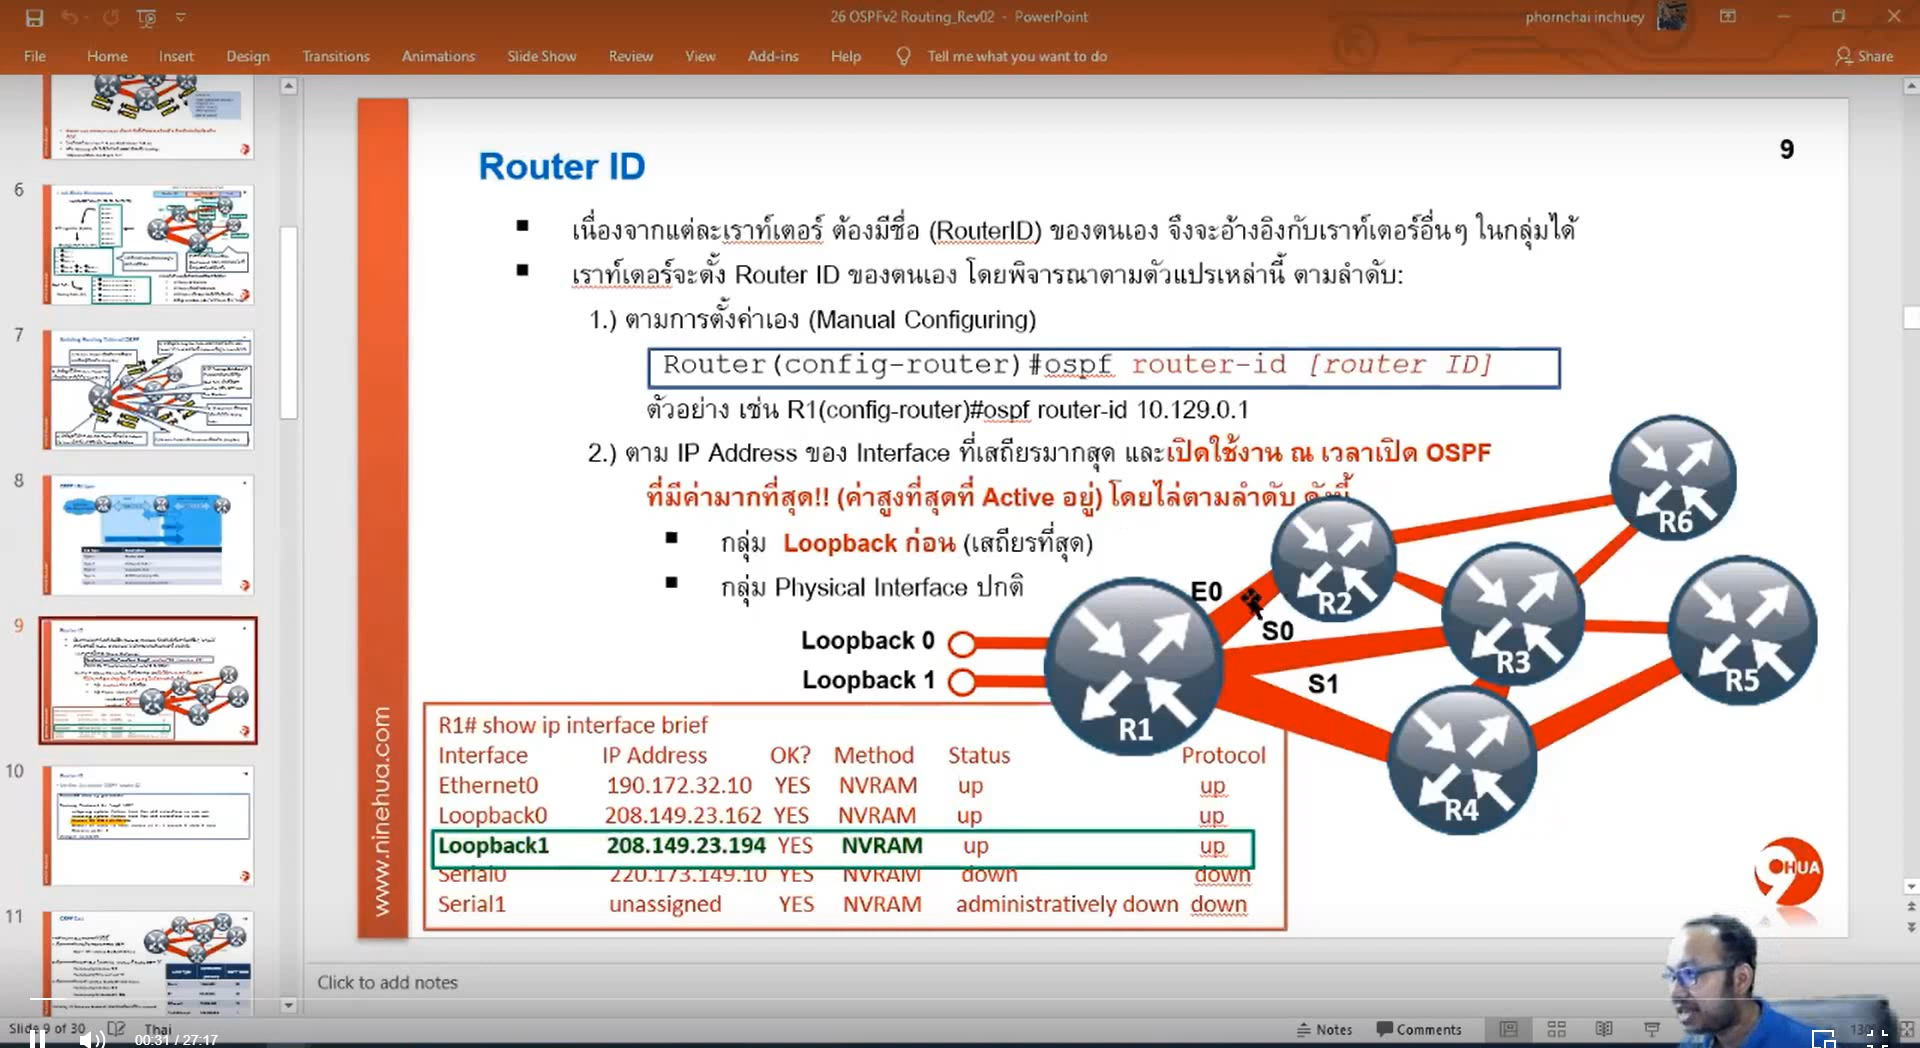 26 OSPFv2 Routing_Rev02 - PowerPoint
phornchai inchuey
File Home Insert Design Transitions Animations Slide Show Review View Add-ins Help Tell me what you want to do
Share
6
7
8
9
10
11
Router ID
9
เนื่องจากแต่ละเราท์เตอร์ ต้องมีชื่อ (RouterID) ของตนเอง จึงจะอ้างอิงกับเราท์เตอร์อื่นๆ ในกลุ่มได้
เราท์เตอร์จะตั้ง Router ID ของตนเอง โดยพิจารณาตามตัวแปรเหล่านี้ ตามลำดับ:
1.) ตามการตั้งค่าเอง (Manual Configuring)
Router(config-router)#ospf router-id [router ID]
ตัวอย่าง เช่น R1(config-router)#ospf router-id 10.129.0.1
2.) ตาม IP Address ของ Interface ที่เสถียรมากสุด และเปิดใช้งาน ณ เวลาเปิด OSPF
ที่มีค่ามากที่สุด!! (ค่าสูงที่สุดที่ Active อยู่) โดยไล่ตามลำดับ ดังนี้
กลุ่ม Loopback ก่อน (เสถียรที่สุด)
กลุ่ม Physical Interface ปกติ
Loopback 0
Loopback 1
E0
S0
S1
R1
R2
R3
R4
R5
R6
R1# show ip interface brief
Interface IP Address OK? Method Status Protocol
Ethernet0 190.172.32.10 YES NVRAM up up
Loopback0 208.149.23.162 YES NVRAM up up
Loopback1 208.149.23.194 YES NVRAM up up
Serial0 220.173.149.10 YES NVRAM down down
Serial1 unassigned YES NVRAM administratively down down
www.ninehua.com
9HUA
Click to add notes
Slide 9 of 30 Thai
00:31 / 27:17
Notes Comments